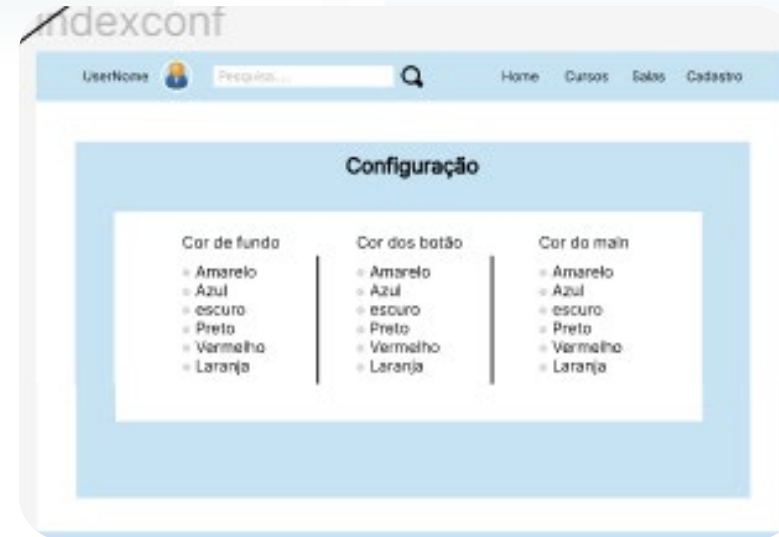 indexconf
UserNome Pesquisa.... Home Cursos Salas Cadastro
Configuração
Cor de fundo
Amarelo
Azul
escuro
Preto
Vermelho
Laranja
Cor dos botão
Amarelo
Azul
escuro
Preto
Vermelho
Laranja
Cor do main
Amarelo
Azul
escuro
Preto
Vermelho
Laranja